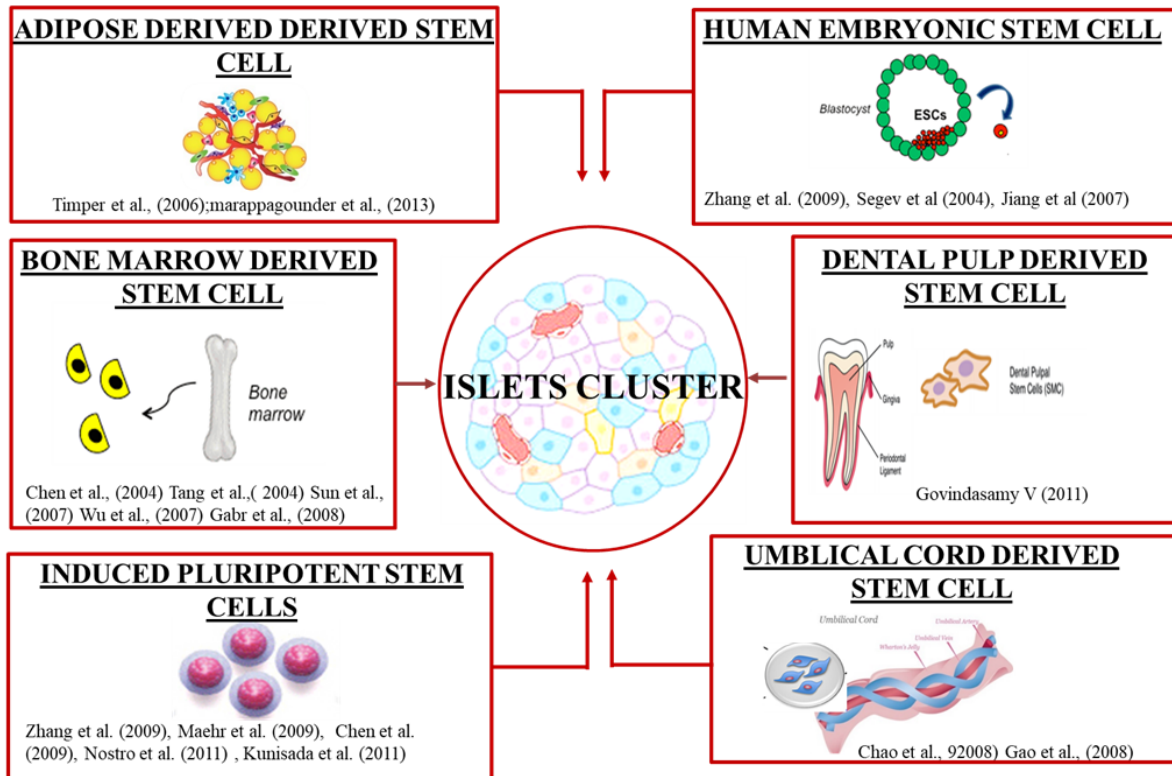 ADIPOSE DERIVED DERIVED STEM
CELL
Timper et al., (2006);marappagounder et al., (2013)
HUMAN EMBRYONIC STEM CELL
Blastocyst
ESCs
Zhang et al. (2009), Segev et al (2004), Jiang et al (2007)
BONE MARROW DERIVED
STEM CELL
Bone
marrow
Chen et al., (2004) Tang et al.,( 2004) Sun et al.,
(2007) Wu et al., (2007) Gabr et al., (2008)
ISLETS CLUSTER
DENTAL PULP DERIVED
STEM CELL
Pulp
Gingiva
Periodontal
Ligament
Dental Pulpal
Stem Cells (SMC)
Govindasamy V (2011)
INDUCED PLURIPOTENT STEM
CELLS
Zhang et al. (2009), Maehr et al. (2009), Chen et al.
(2009), Nostro et al. (2011) , Kunisada et al. (2011)
UMBLICAL CORD DERIVED
STEM CELL
Umbilical Cord
Umbilical Artery
Umbilical Vein
Wharton's Jelly
Chao et al., 92008) Gao et al., (2008)